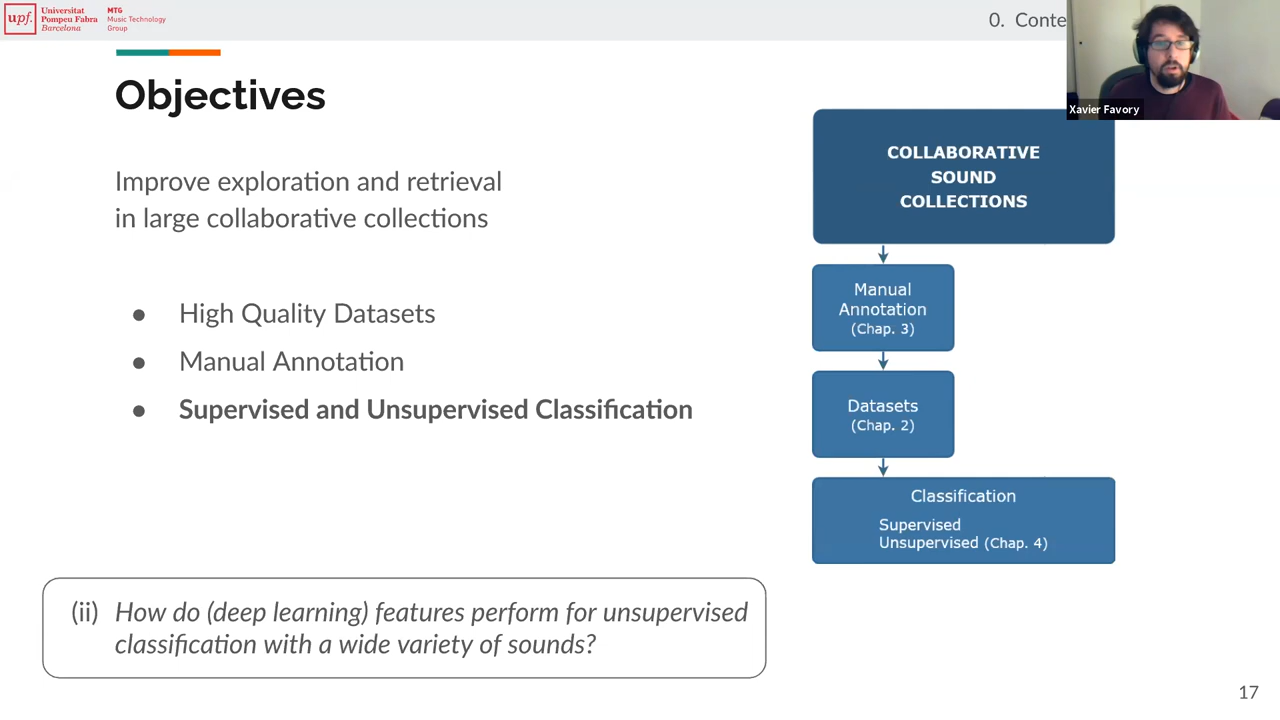 upf.
Universitat
Pompeu Fabra
Barcelona
MTG
Music Technology
Group
0. Conte
Xavier Favory
Objectives
Improve exploration and retrieval
in large collaborative collections
● High Quality Datasets
● Manual Annotation
● Supervised and Unsupervised Classification
COLLABORATIVE
SOUND
COLLECTIONS
Manual
Annotation
(Chap. 3)
Datasets
(Chap. 2)
Classification
Supervised
Unsupervised (Chap. 4)
(ii) How do (deep learning) features perform for unsupervised
classification with a wide variety of sounds?
17